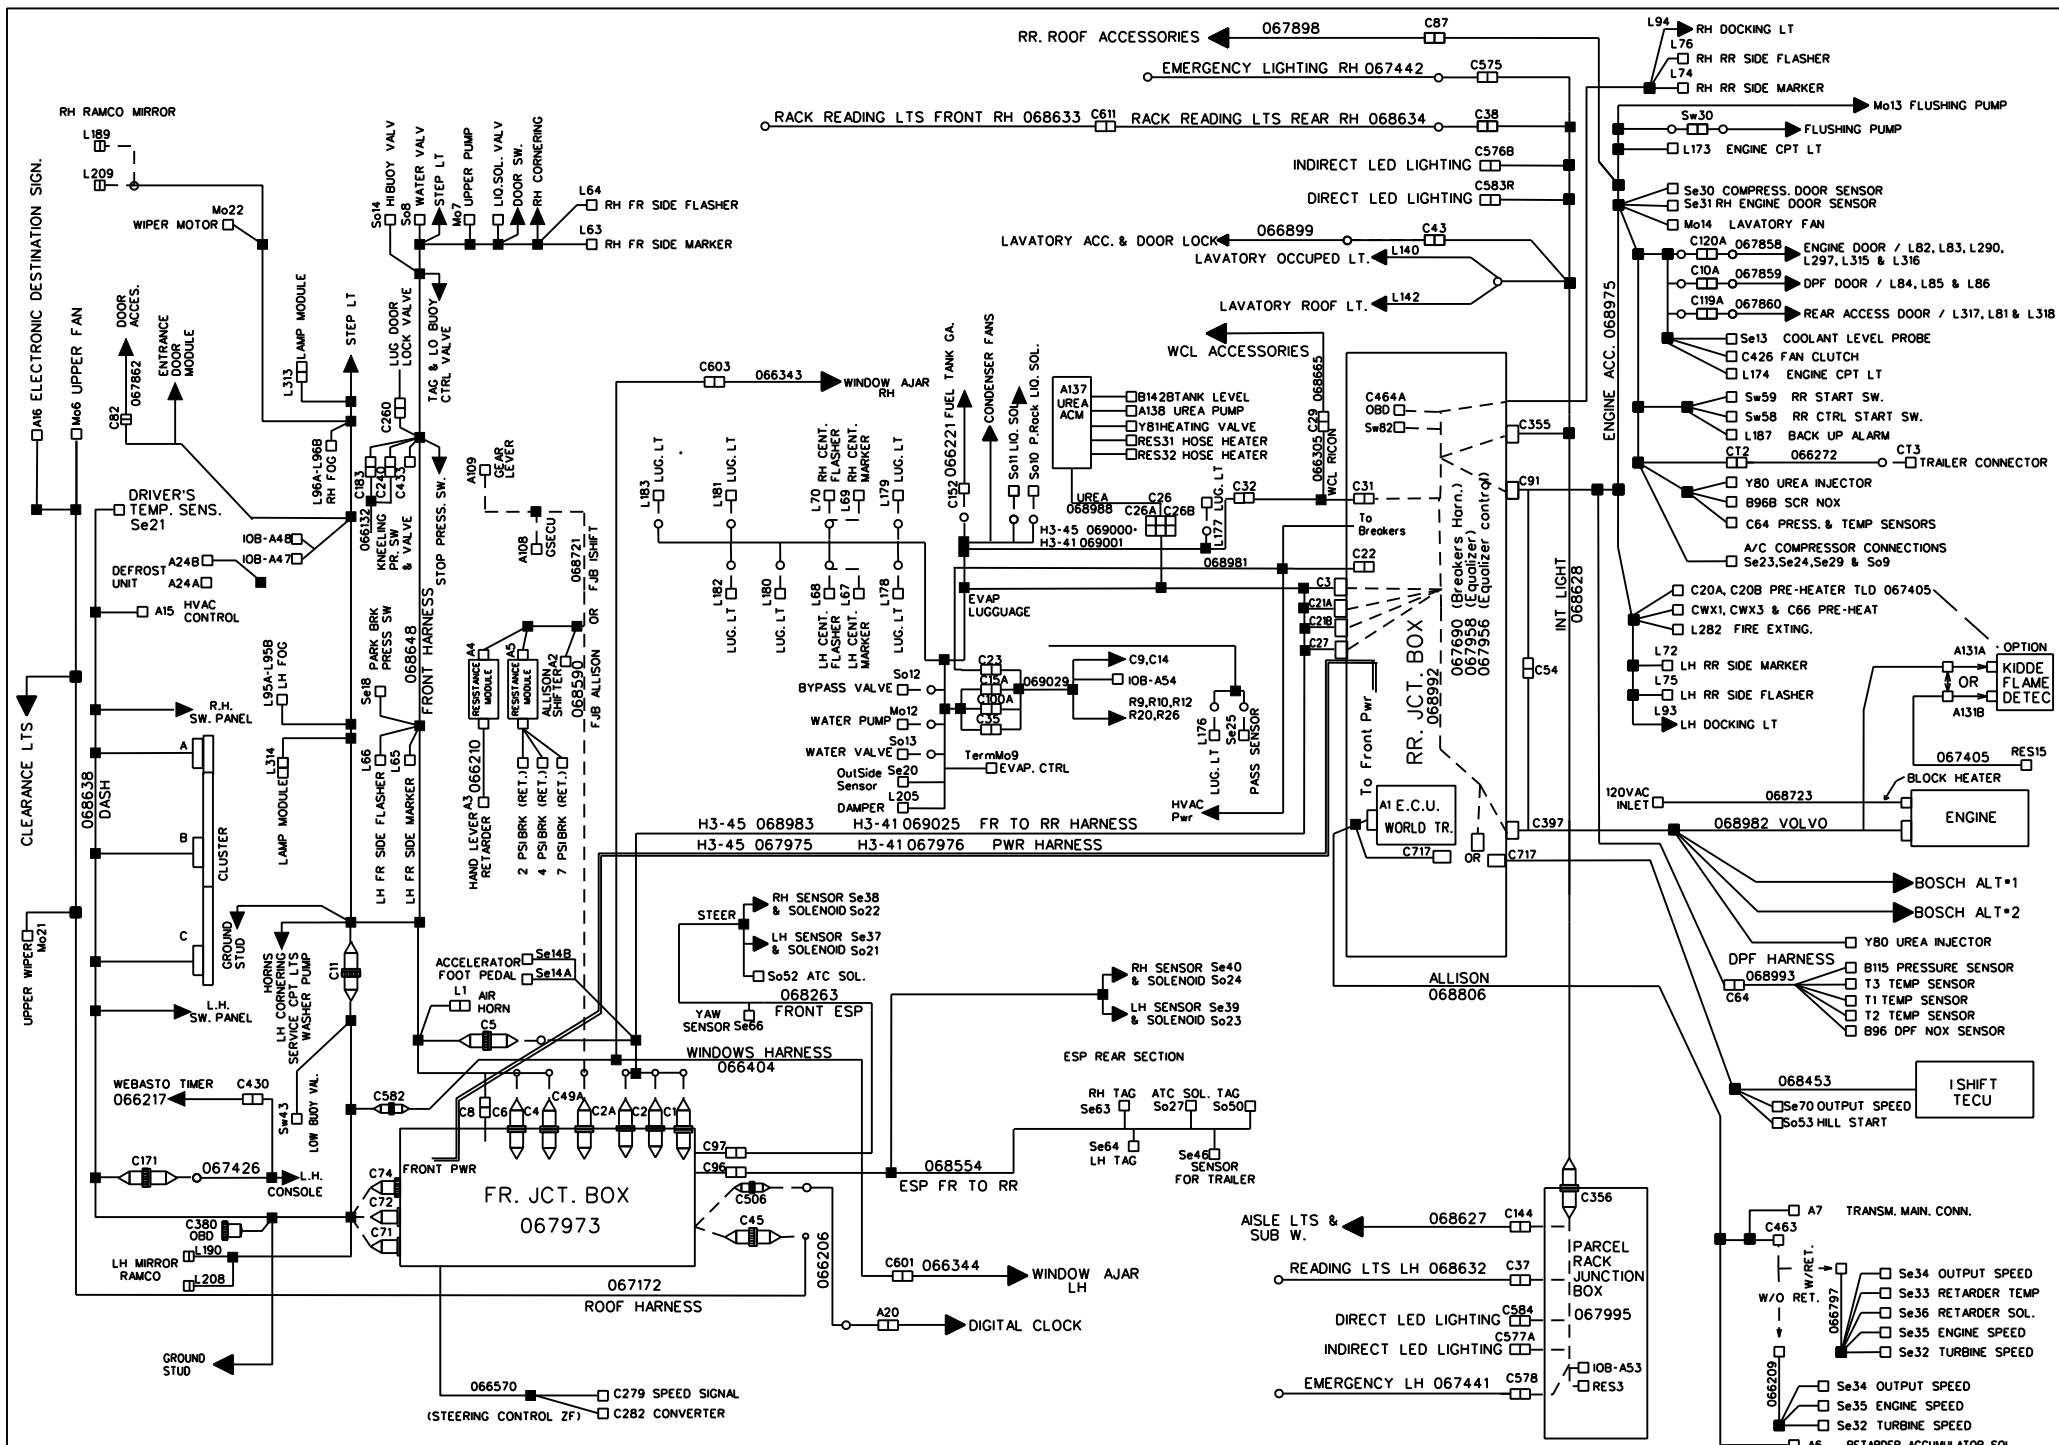 RR. ROOF ACCESSORIES
067898
C87
EMERGENCY LIGHTING RH 067442
C575
RACK READING LTS FRONT RH 068633
C611
RACK READING LTS REAR RH 068634
C38
INDIRECT LED LIGHTING
C576B
DIRECT LED LIGHTING
C583R
LAVATORY ACC. & DOOR LOCK
066899
C43
LAVATORY OCCUPED LT.
L140
LAVATORY ROOF LT.
L142
WCL ACCESSORIES
L94
RH DOCKING LT
L76
RH RR SIDE FLASHER
L74
RH RR SIDE MARKER
Mo13 FLUSHING PUMP
Sw30
FLUSHING PUMP
L173 ENGINE CPT LT
Se30 COMPRESS. DOOR SENSOR
Se31 RH ENGINE DOOR SENSOR
Mo14 LAVATORY FAN
C120A
067858
ENGINE DOOR / L82, L83, L290,
L297, L315 & L316
C10A
067859
DPF DOOR / L84, L85 & L86
C119A
067860
REAR ACCESS DOOR / L317, L81 & L318
Se13 COOLANT LEVEL PROBE
C426 FAN CLUTCH
L174 ENGINE CPT LT
Sw59 RR START SW.
Sw58 RR CTRL START SW.
L187 BACK UP ALARM
CT2
066272
CT3
TRAILER CONNECTOR
Y80 UREA INJECTOR
B96B SCR NOX
C64 PRESS. & TEMP SENSORS
A/C COMPRESSOR CONNECTIONS
Se23,Se24,Se29 & So9
C20A, C20B PRE-HEATER TLD 067405
CWX1, CWX3 & C66 PRE-HEAT
L282 FIRE EXTING.
L72
LH RR SIDE MARKER
L75
LH RR SIDE FLASHER
L93
LH DOCKING LT
ENGINE ACC. 068975
INT LIGHT
068628
OPTION
A131A
OR
A131B
KIDDE
FLAME
DETEC
067405
RES15
BLOCK HEATER
120VAC
INLET
068723
068982 VOLVO
ENGINE
BOSCH ALT•1
BOSCH ALT•2
Y80 UREA INJECTOR
DPF HARNESS
068993
C64
B115 PRESSURE SENSOR
T3 TEMP SENSOR
T1 TEMP SENSOR
T2 TEMP SENSOR
B96 DPF NOX SENSOR
068453
ISHIFT
TECU
Se70 OUTPUT SPEED
So53 HILL START
A7 TRANSM. MAIN. CONN.
C463
W/RET.
W/O RET.
066797
Se34 OUTPUT SPEED
Se33 RETARDER TEMP
Se36 RETARDER SOL.
Se35 ENGINE SPEED
Se32 TURBINE SPEED
066209
Se34 OUTPUT SPEED
Se35 ENGINE SPEED
Se32 TURBINE SPEED
A6 RETARDER ACCUMULATOR SOL.
RH RAMCO MIRROR
L189
L209
WIPER MOTOR
Mo22
A16 ELECTRONIC DESTINATION SIGN.
Mo6 UPPER FAN
C82
067862
DOOR
ACCES.
ENTRANCE
DOOR
MODULE
L313
LAMP MODULE
STEP LT
L96A-L96B
RH FOG
So14
HIBUOY VALV
So8
WATER VALV
STEP LT
Mo7
UPPER PUMP
LIQ.SOL. VALV
DOOR SW.
RH CORNERING
L64
RH FR SIDE FLASHER
L63
RH FR SIDE MARKER
LUG DOOR
LOCK VALVE
C260
TAG & LO BUOY
CTRL VALVE
C183
C240
C433
066132
KNEELING
PR. SW
& VALVE
STOP PRESS. SW.
DRIVER'S
TEMP. SENS.
Se21
IOB-A48
IOB-A47
A24B
DEFROST
UNIT
A24A
A15
HVAC
CONTROL
PARK BRK
PRESS SW
Se18
068648
FRONT HARNESS
L95A-L95B
LH FOG
R.H.
SW. PANEL
CLEARANCE LTS
068638
DASH
A
B
C
CLUSTER
L314
LAMP MODULE
L66
LH FR SIDE FLASHER
L65
LH FR SIDE MARKER
UPPER WIPER
Mo21
GROUND
STUD
HORNS
LH CORNERING
SERVICE CPT LTS
WASHER PUMP
C11
L.H.
SW. PANEL
WEBASTO TIMER
066217
C430
Sw43
LOW BUOY VAL.
C171
067426
L.H.
CONSOLE
C380
OBD
L190
LH MIRROR
RAMCO
L208
GROUND
STUD
A109
GEAR
LEVER
A108
GSECU
068721
FJB ISHIFT
OR
068590
FJB ALLISON
A4
RESISTANCE
MODULE
A5
RESISTANCE
MODULE
A2
ALLISON
SHIFTER
066210
A3
HAND LEVER
RETARDER
2 PSIBRK (RET.)
4 PSIBRK (RET.)
7 PSIBRK (RET.)
ACCELERATOR
FOOT PEDAL
Se14B
Se14A
L1
AIR
HORN
C5
C582
C603
066343
WINDOW AJAR
RH
L183
LUG. LT
L181
LUG. LT
L70
RH CENT.
FLASHER
L69
RH CENT.
MARKER
L179
LUG. LT
L182
LUG. LT
L180
LUG. LT
L68
LH CENT.
FLASHER
L67
LH CENT.
MARKER
L178
LUG. LT
C152
066221 FUEL TANK GA.
CONDENSER FANS
So11 LIQ. SOL
So10 P.Rack LIQ. SOL.
A137
UREA
ACM
B142BTANK LEVEL
A138 UREA PUMP
Y81HEATING VALVE
RES31 HOSE HEATER
RES32 HOSE HEATER
UREA
068988
C26
C26A
C26B
H3-45 069000
H3-41 069001
068981
L177
LUG. LT
C32
066305
C29
068665
WCL RICON
C464A
OBD
Sw82
C355
C31
C91
To
Breakers
C22
C3
C21A
C21B
C27
067690 (Breakers Harn.)
067958 (Equalizer)
067956 (Equalizer control)
RR. JCT. BOX
068992
C54
EVAP
LUGGUAGE
So12
BYPASS VALVE
Mo12
WATER PUMP
So13
WATER VALVE
Se20
OutSide
Sensor
L205
DAMPER
C23
C15A
C100A
C35
TermMo9
EVAP. CTRL
069029
C9,C14
IOB-A54
R9,R10,R12
R20,R26
L176
LUG. LT
Se25
PASS SENSOR
HVAC
Pwr
To Front Pwr
A1 E.C.U.
WORLD TR.
C717
OR
C717
C397
H3-45 068983 H3-41 069025 FR TO RR HARNESS
H3-45 067975 H3-41 067976 PWR HARNESS
ALLISON
068806
STEER
RH SENSOR Se38
& SOLENOID So22
LH SENSOR Se37
& SOLENOID So21
So52 ATC SOL.
068263
FRONT ESP
YAW
SENSOR Se66
RH SENSOR Se40
& SOLENOID So24
LH SENSOR Se39
& SOLENOID So23
ESP REAR SECTION
WINDOWS HARNESS
066404
RH TAG
Se63
ATC SOL. TAG
So27
So50
Se64
LH TAG
Se46
SENSOR
FOR TRAILER
C8
C6
C4
C49A
C2A
C2
C1
C97
C96
068554
ESP FR TO RR
FRONT PWR
C74
C72
C71
FR. JCT. BOX
067973
C506
C45
066206
067172
ROOF HARNESS
C601
066344
WINDOW AJAR
LH
A20
DIGITAL CLOCK
066570
(STEERING CONTROL ZF)
C279 SPEED SIGNAL
C282 CONVERTER
C356
AISLE LTS &
SUB W.
068627
C144
READING LTS LH 068632
C37
DIRECT LED LIGHTING
C584
INDIRECT LED LIGHTING
C577A
EMERGENCY LH 067441
C578
PARCEL
RACK
JUNCTION
BOX
067995
IOB-A53
RES3